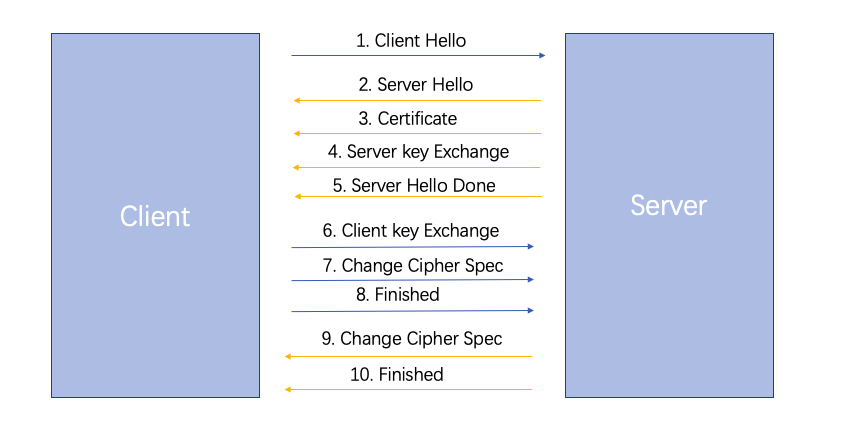 1. Client Hello
2. Server Hello
3. Certificate
4. Server key Exchange
5. Server Hello Done
Client
Server
6. Client key Exchange
7. Change Cipher Spec
8. Finished
9. Change Cipher Spec
10. Finished